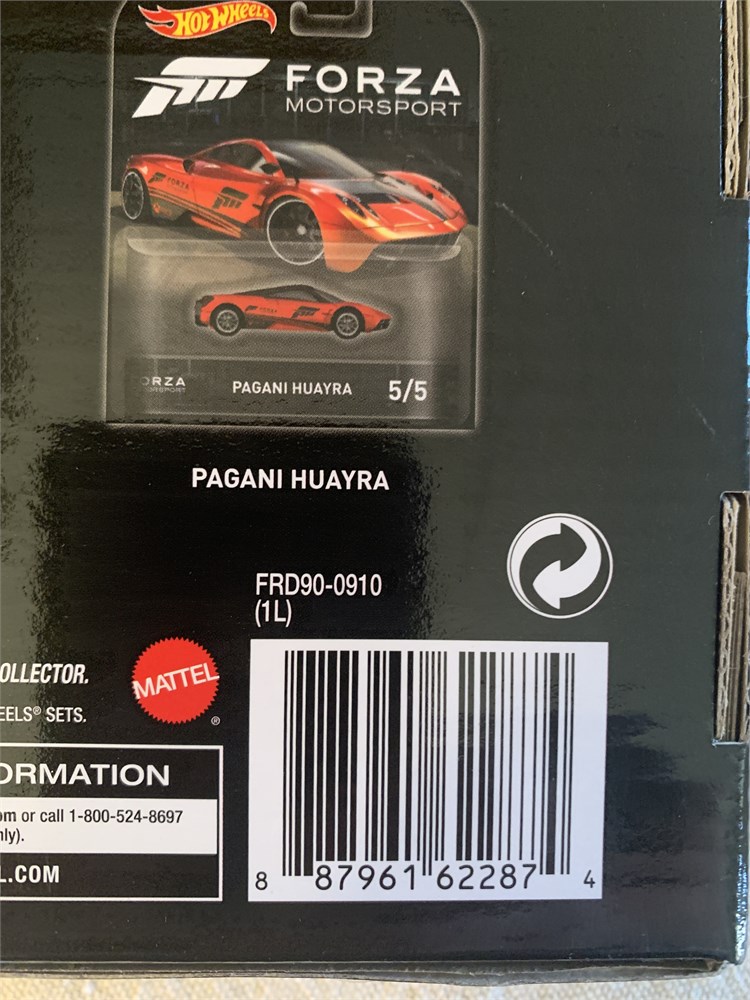 HOT WHEELS
FORZA
MOTORSPORT
FORZA
ORZA
PAGANI HUAYRA
5/5
PAGANI HUAYRA
FRD90-0910
(1L)
OLLECTOR.
EELS® SETS.
MATTEL
®
ORMATION
om or call 1-800-524-8697
nly).
L.COM
8 87961 62287 4